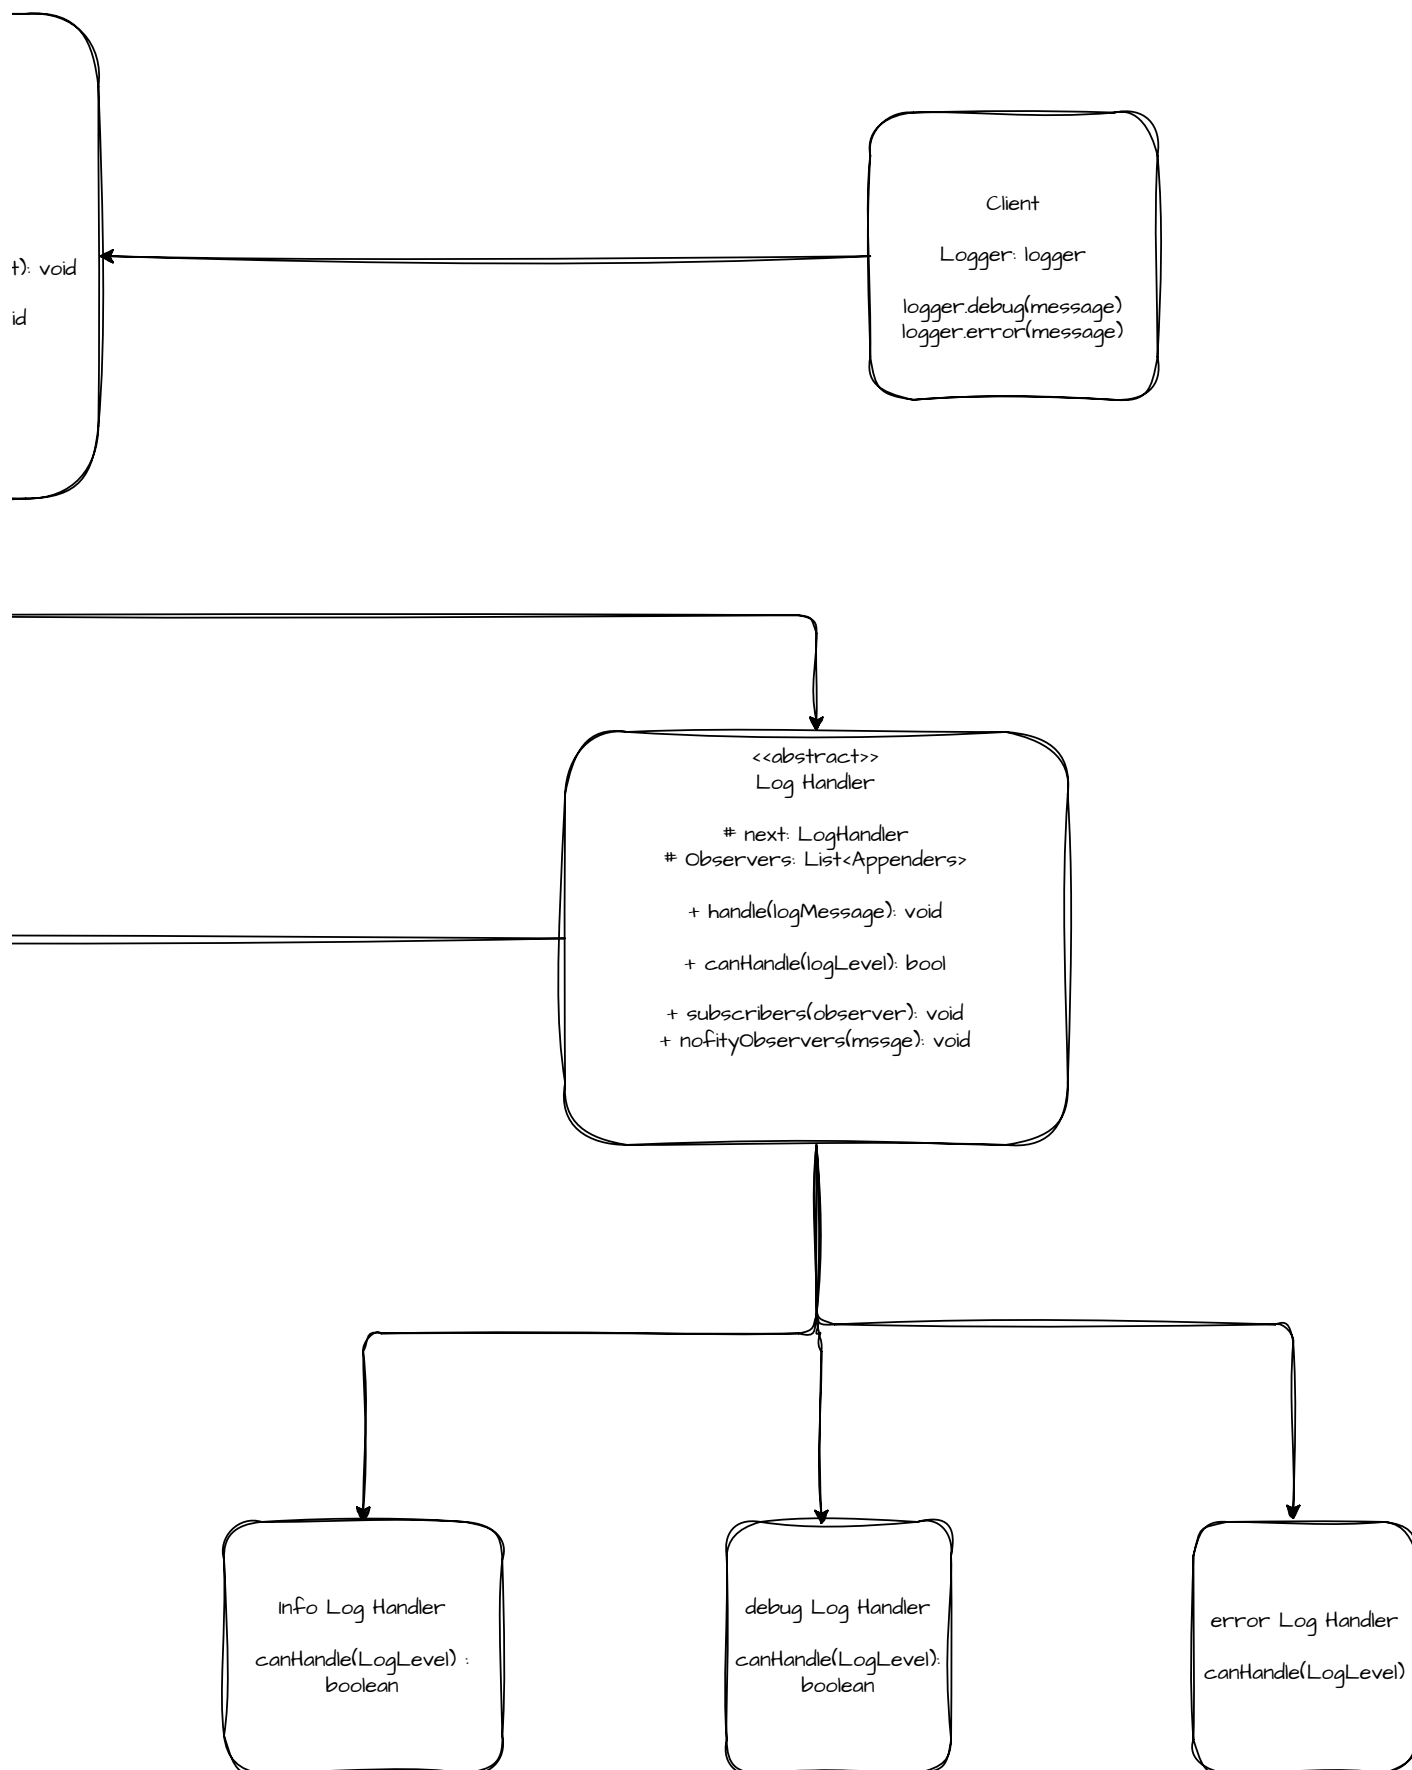 Client
Logger: logger
logger.debug(message)
logger.error(message)
t): void
id
<<abstract>>
Log Handler
# next: LogHandler
# Observers: List<Appenders>
+ handle(logMessage): void
+ canHandle(logLevel): bool
+ subscribers(observer): void
+ nofityObservers(mssge): void
Info Log Handler
canHandle(LogLevel) :
boolean
debug Log Handler
canHandle(LogLevel):
boolean
error Log Handler
canHandle(LogLevel)